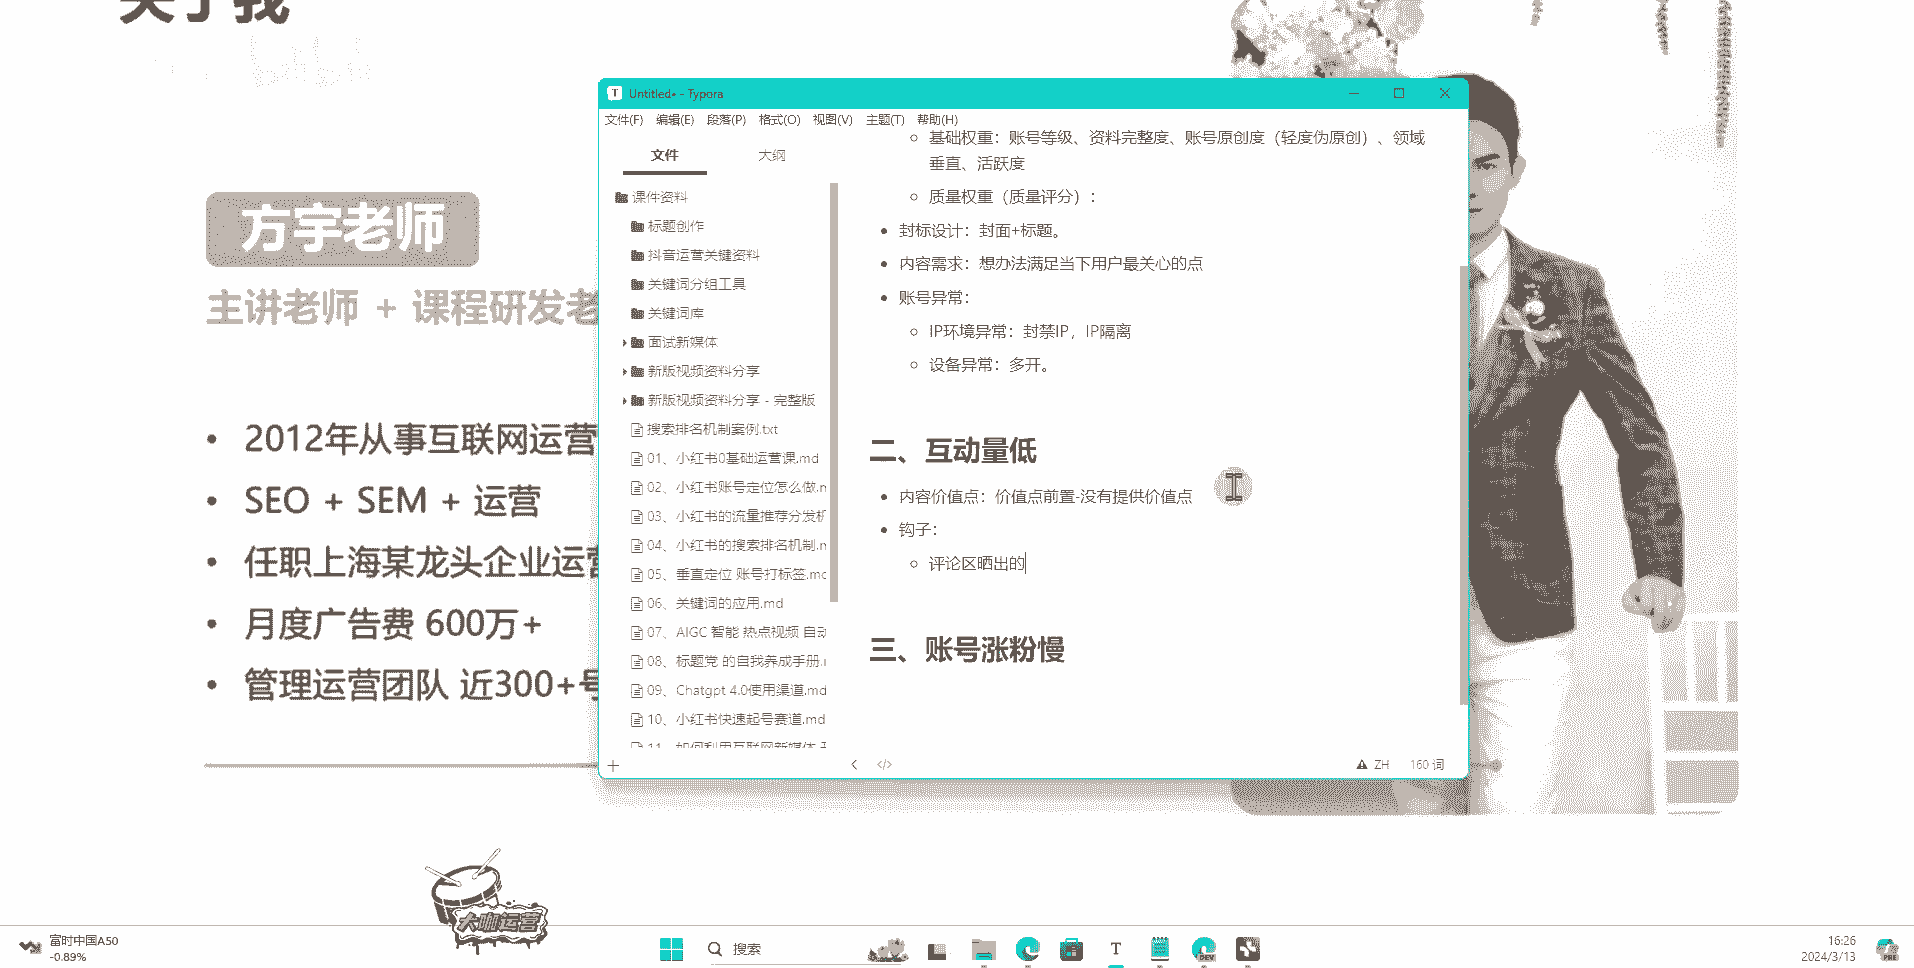 关于我
bilibili
方宇老师
主讲老师 + 课程研发老
• 2012年从事互联网运营
• SEO + SEM + 运营
• 任职上海某龙头企业运营
• 月度广告费 600万+
• 管理运营团队 近300+号
Untitled• - Typora
文件(F) 编辑(E) 段落(P) 格式(O) 视图(V) 主题(T) 帮助(H)
文件 大纲
课件资料
标题创作
抖音运营关键资料
关键词分组工具
关键词库
面试新媒体
新版视频资料分享
新版视频资料分享 - 完整版
搜索排名机制案例.txt
01、小红书0基础运营课.md
02、小红书账号定位怎么做.m
03、小红书的流量推荐分发机
04、小红书的搜索排名机制.m
05、垂直定位 账号打标签.md
06、关键词的应用.md
07、AIGC 智能 热点视频 自动
08、标题党 的自我养成手册.m
09、Chatgpt 4.0使用渠道.md
10、小红书快速起号赛道.md
11、如何利用互联网新媒体
基础权重：账号等级、资料完整度、账号原创度（轻度伪原创）、领域
垂直、活跃度
质量权重（质量评分）：
• 封标设计：封面+标题。
• 内容需求：想办法满足当下用户最关心的点
• 账号异常：
IP环境异常：封禁IP，IP隔离
设备异常：多开。
二、互动量低
• 内容价值点：价值点前置-没有提供价值点
• 钩子：
评论区晒出的
三、账号涨粉慢
ZH 160 词
大咖运营
富时中国A50
-0.89%
搜索
DEV
16:26
2024/3/13
PRE